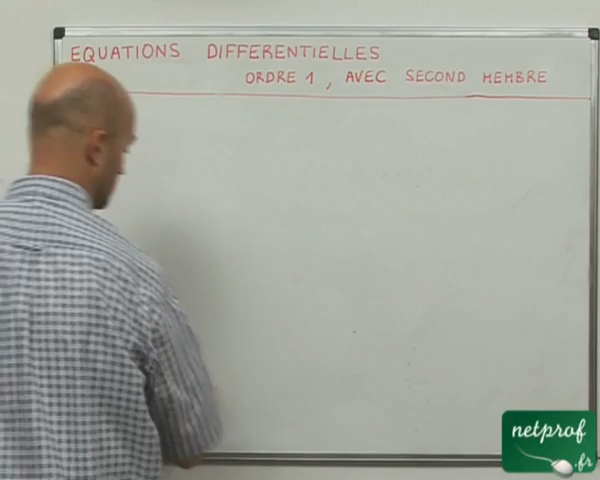 EQUATIONS DIFFERENTIELLES
ORDRE 1, AVEC SECOND MEMBRE
netprof
.fr